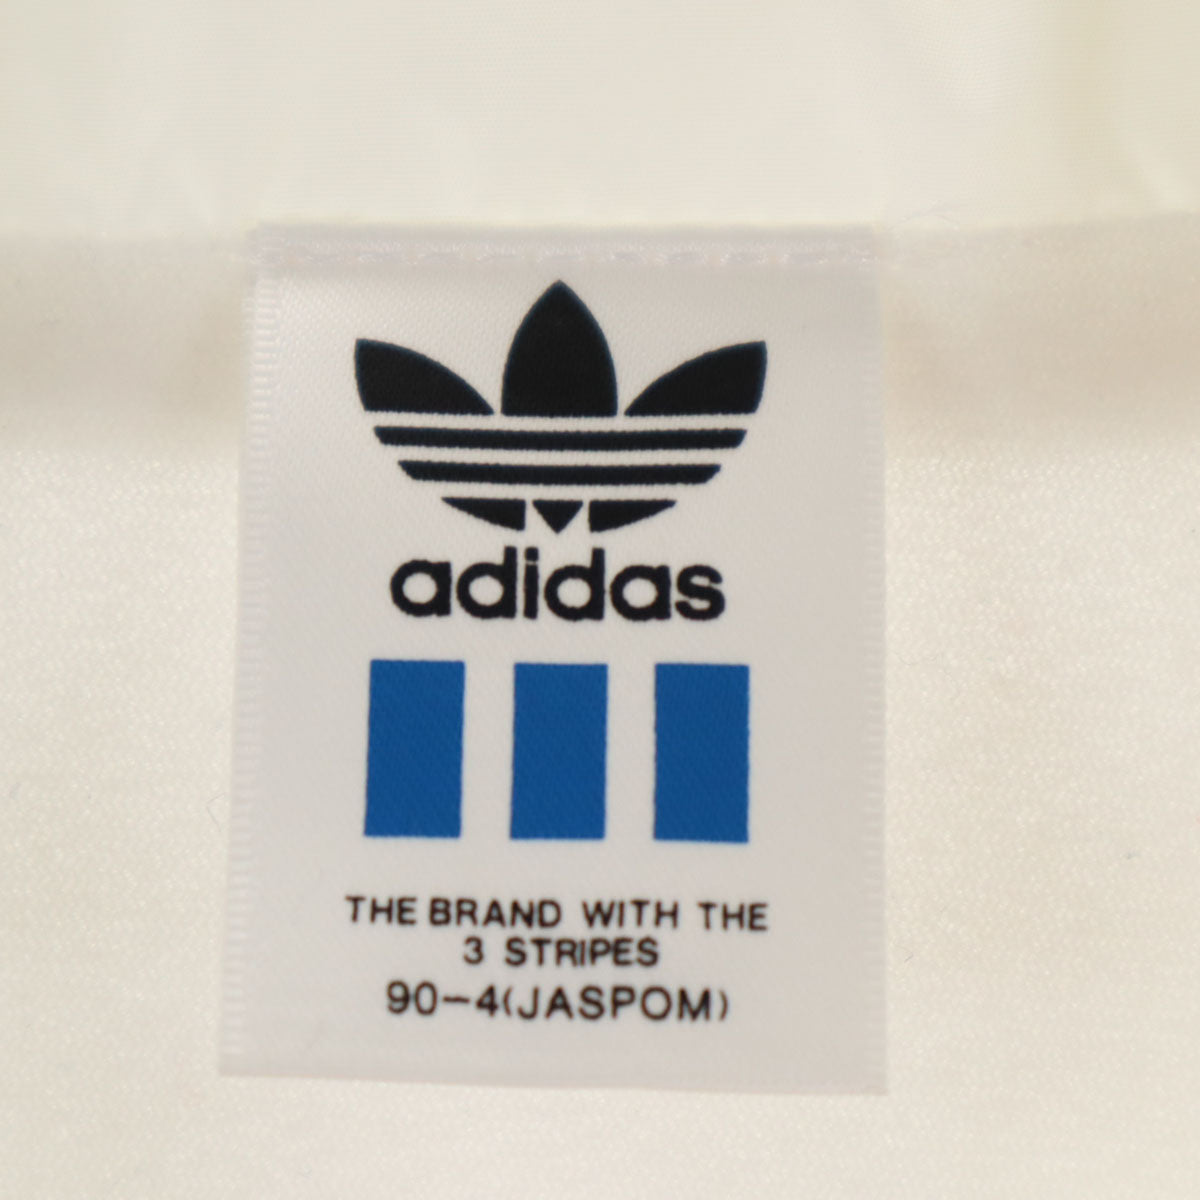 adidas
THE BRAND WITH THE
3 STRIPES
90-4(JASPOM)